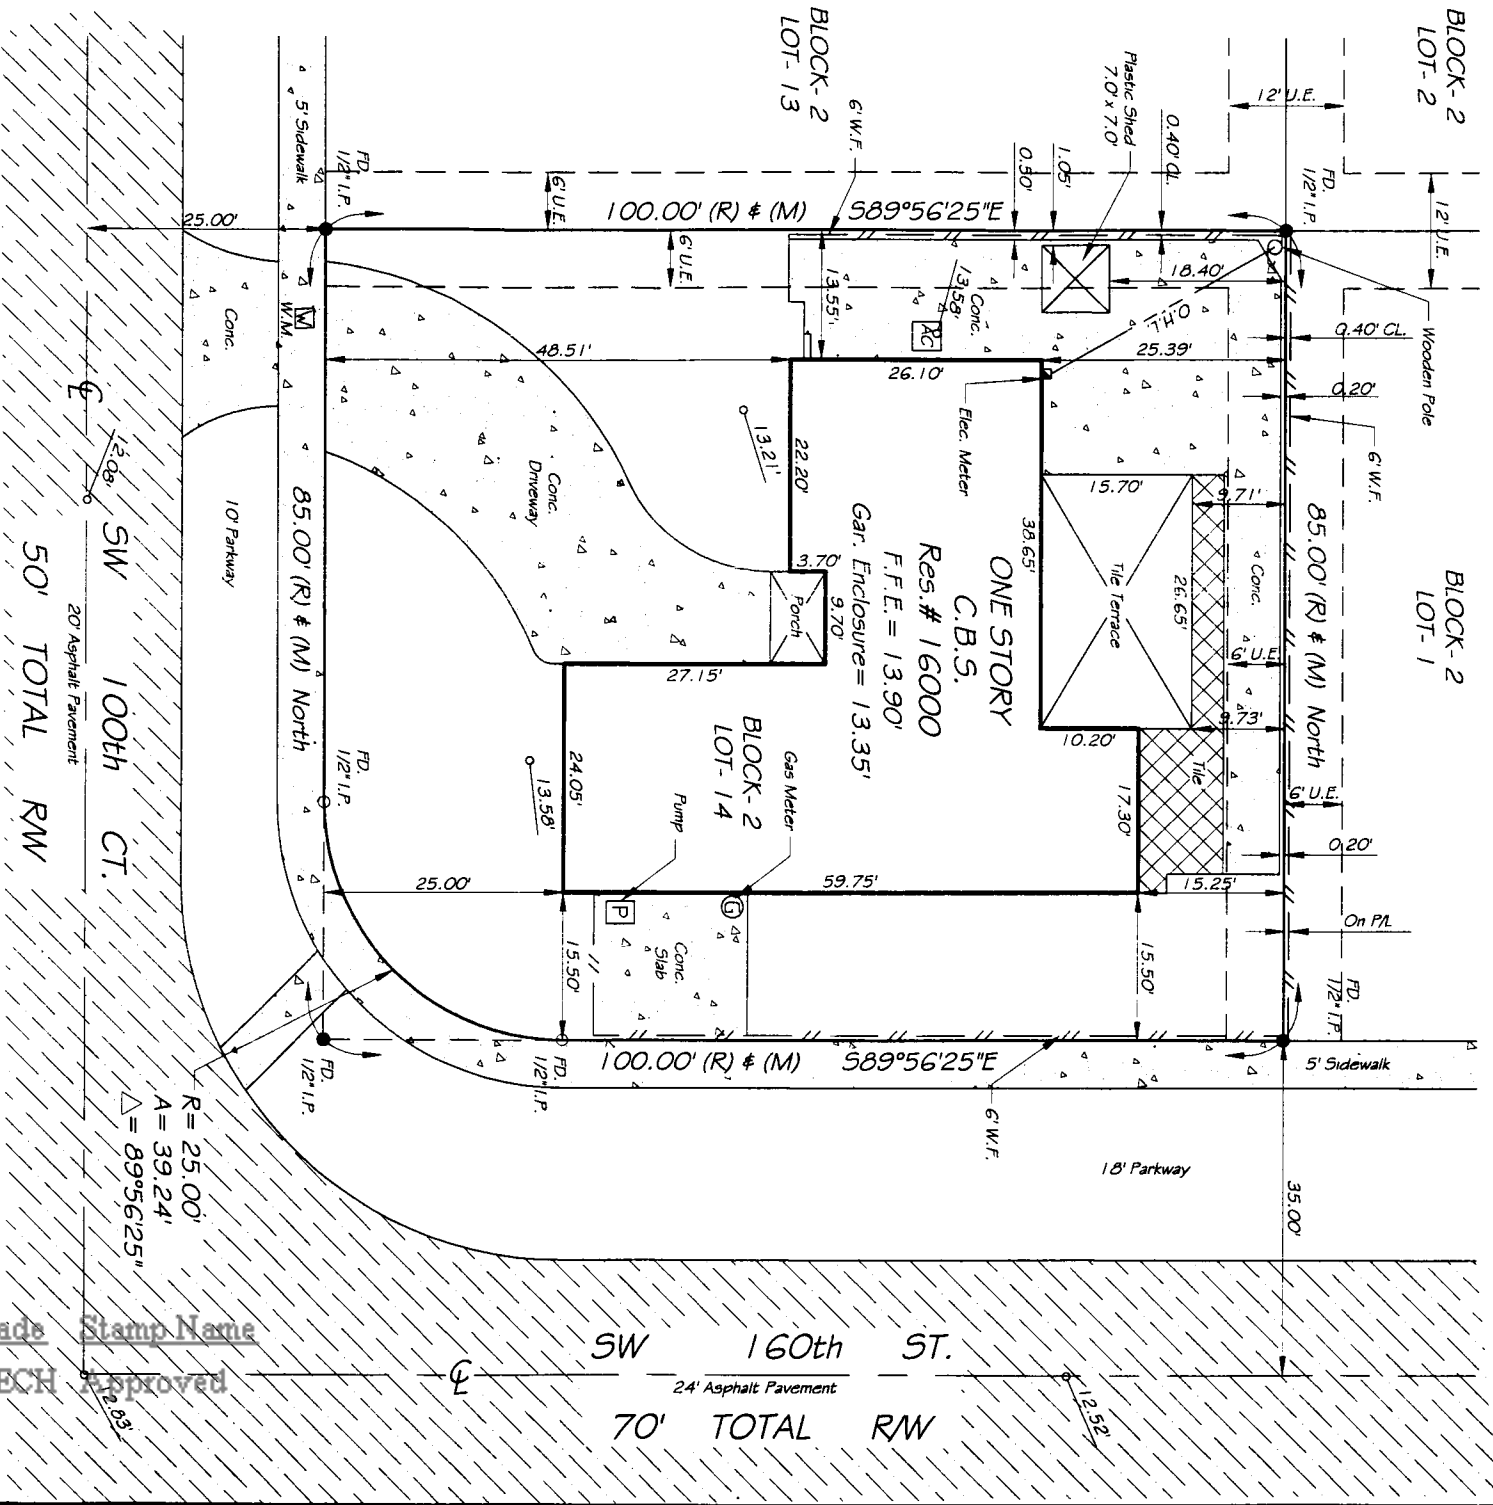 BLOCK-2
LOT-2
BLOCK-2
LOT-13
12' U.E.
Plastic Shed
7.0' x 7.0'
0.40' CL.
6' W.F.
1.05'
0.50'
5' Sidewalk
FD.
1/2" I.P.
FD.
1/2" I.P.
12' U.E.
6' U.E.
25.00'
100.00' (R) & (M) S89°56'25"E
6' U.E.
18.40'
Conc.
W
W.M.
13.55'
Conc.
13.58'
AC
O.H.L.
0.40' CL.
Wooden Pole
48.51'
26.10'
25.39'
0.20'
Elec. Meter
6' W.F.
℄
12.08'
13.21'
22.20'
Conc.
Driveway
15.70'
9.71'
10' Parkway
85.00' (R) & (M) North
38.65'
Tile Terrace
26.65'
Conc.
85.00' (R) & (M) North
BLOCK-2
LOT-1
3.70'
9.70'
Porch
ONE STORY
C.B.S.
Res.# 16000
F.F.E.= 13.90'
Gar. Enclosure= 13.35'
6' U.E.
27.15'
9.73'
10.20'
Tile
SW 100th CT.
20' Asphalt Pavement
50' TOTAL R/W
FD.
1/2" I.P.
13.58'
24.05'
BLOCK-2
LOT-14
Gas Meter
Pump
17.30'
6' U.E.
0.20'
25.00'
59.75'
15.25'
P
G
On P/L
15.50'
Conc.
Slab
15.50'
FD.
1/2" I.P.
100.00' (R) & (M) S89°56'25"E
5' Sidewalk
FD.
1/2" I.P.
FD.
1/2" I.P.
6' W.F.
R= 25.00'
A= 39.24'
△= 89°56'25"
18' Parkway
35.00'
SW 160th ST.
℄
24' Asphalt Pavement
70' TOTAL R/W
12.83'
12.52'
Stamp Name
Approved